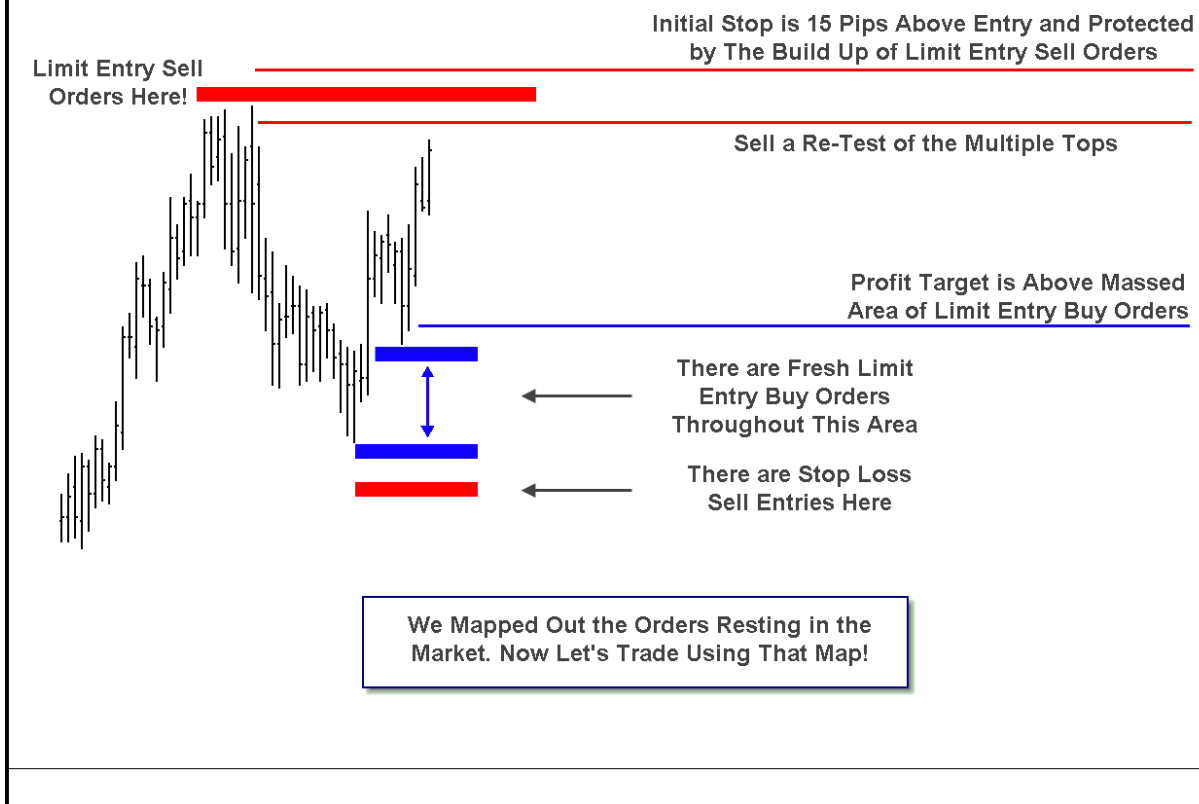 Initial Stop is 15 Pips Above Entry and Protected
by The Build Up of Limit Entry Sell Orders
Limit Entry Sell
Orders Here!
Sell a Re-Test of the Multiple Tops
Profit Target is Above Massed
Area of Limit Entry Buy Orders
There are Fresh Limit
Entry Buy Orders
Throughout This Area
There are Stop Loss
Sell Entries Here
We Mapped Out the Orders Resting in the
Market. Now Let's Trade Using That Map!